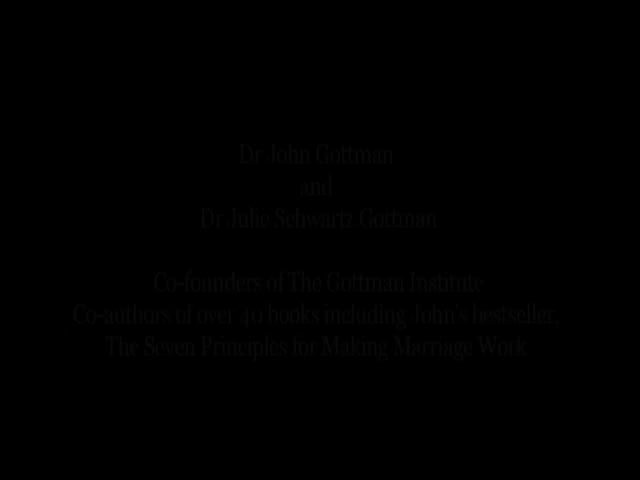 Dr John Gottman
and
Dr Julie Schwartz Gottman
Co-founders of The Gottman Institute
Co-authors of over 40 books including John's bestseller,
The Seven Principles for Making Marriage Work